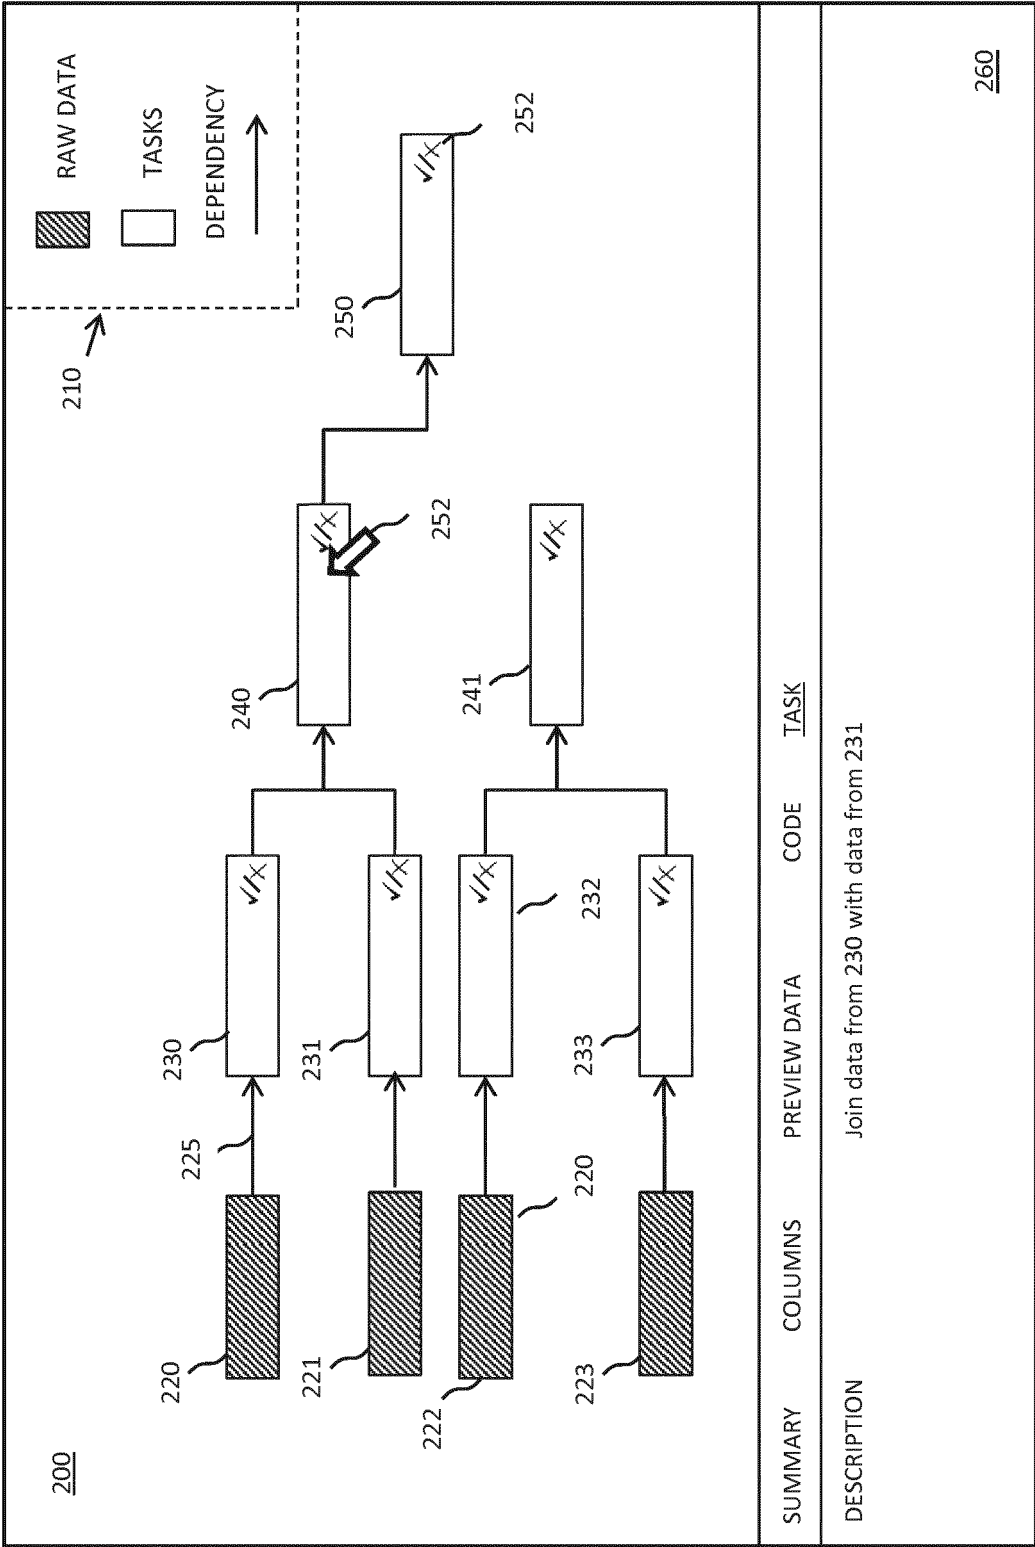 200
210
RAW DATA
TASKS
DEPENDENCY
220
225
230
√/x
240
√/x
252
250
√/x
252
221
231
√/x
222
220
232
√/x
241
√/x
223
233
√/x
SUMMARY COLUMNS PREVIEW DATA CODE TASK
DESCRIPTION Join data from 230 with data from 231
260